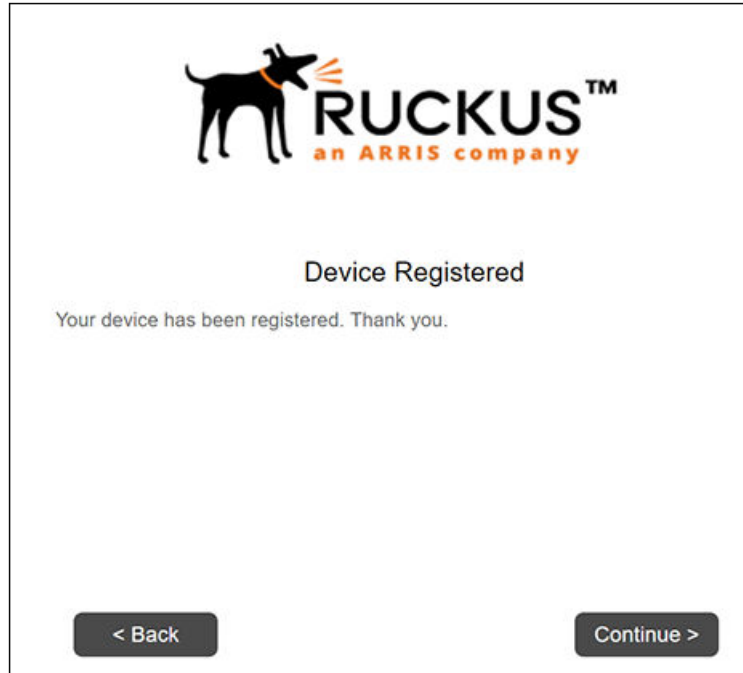 RUCKUS™
an ARRIS company
Device Registered
Your device has been registered. Thank you.
< Back
Continue >